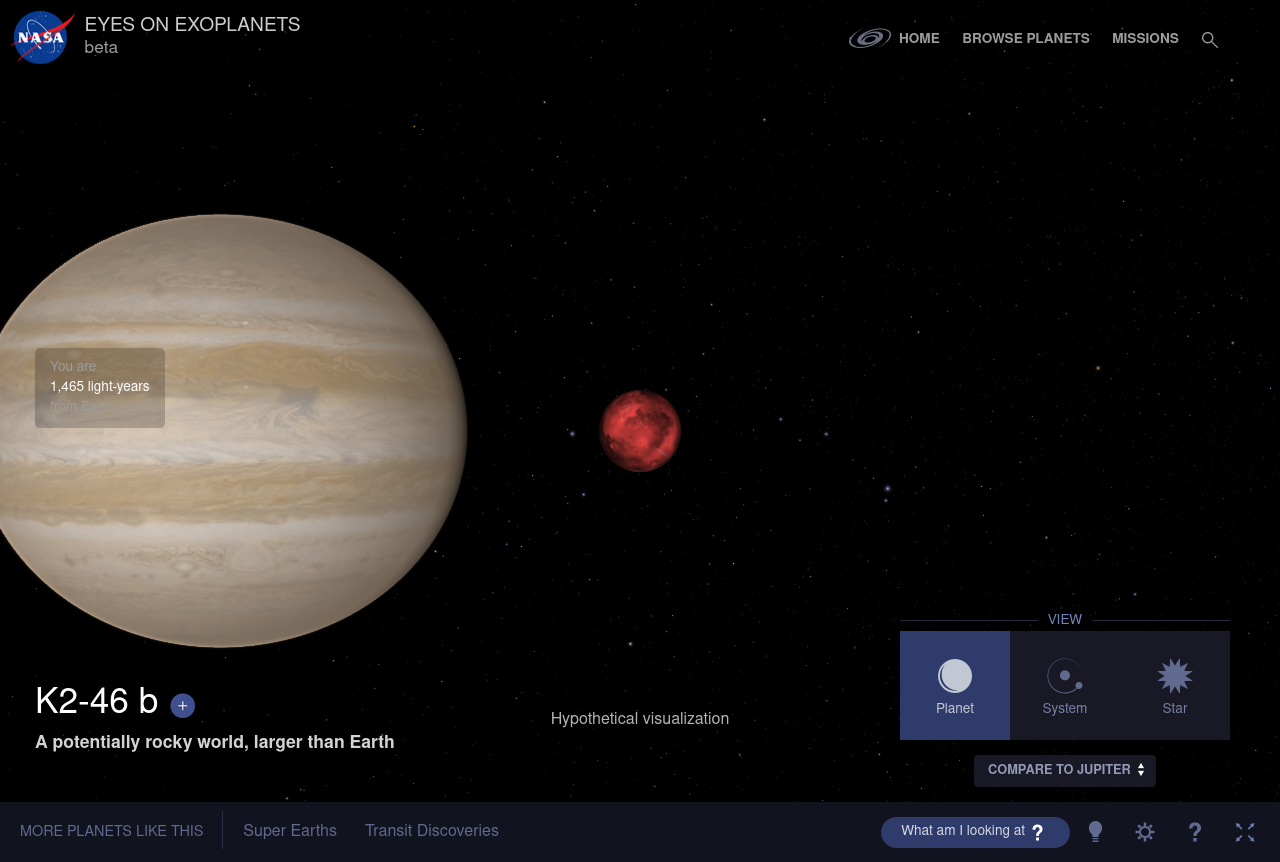 NASA
EYES ON EXOPLANETS
beta
HOME
BROWSE PLANETS
MISSIONS
You are
1,465 light-years
from Earth
K2-46 b +
A potentially rocky world, larger than Earth
Hypothetical visualization
VIEW
Planet
System
Star
COMPARE TO JUPITER
MORE PLANETS LIKE THIS
Super Earths
Transit Discoveries
What am I looking at ?
?